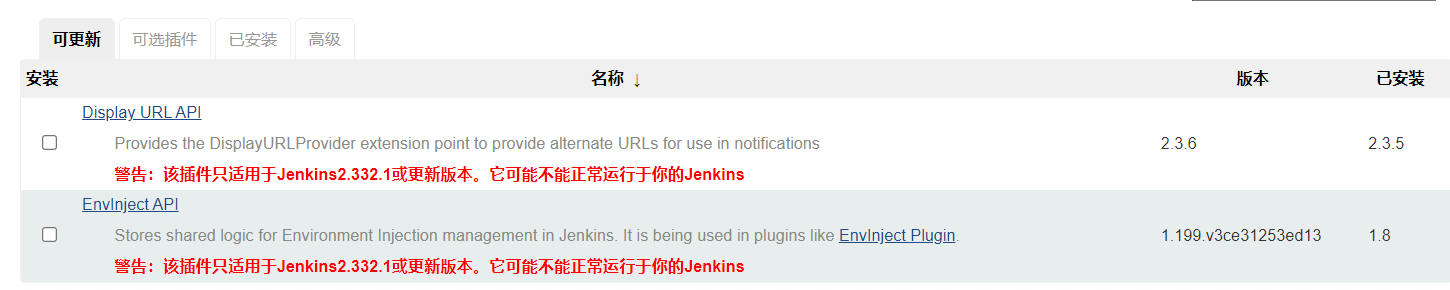 可更新 可选插件 已安装 高级
安装 名称 ↓ 版本 已安装
Display URL API
Provides the DisplayURLProvider extension point to provide alternate URLs for use in notifications 2.3.6 2.3.5
警告：该插件只适用于Jenkins2.332.1或更新版本。它可能不能正常运行于你的Jenkins
EnvInject API
Stores shared logic for Environment Injection management in Jenkins. It is being used in plugins like EnvInject Plugin. 1.199.v3ce31253ed13 1.8
警告：该插件只适用于Jenkins2.332.1或更新版本。它可能不能正常运行于你的Jenkins